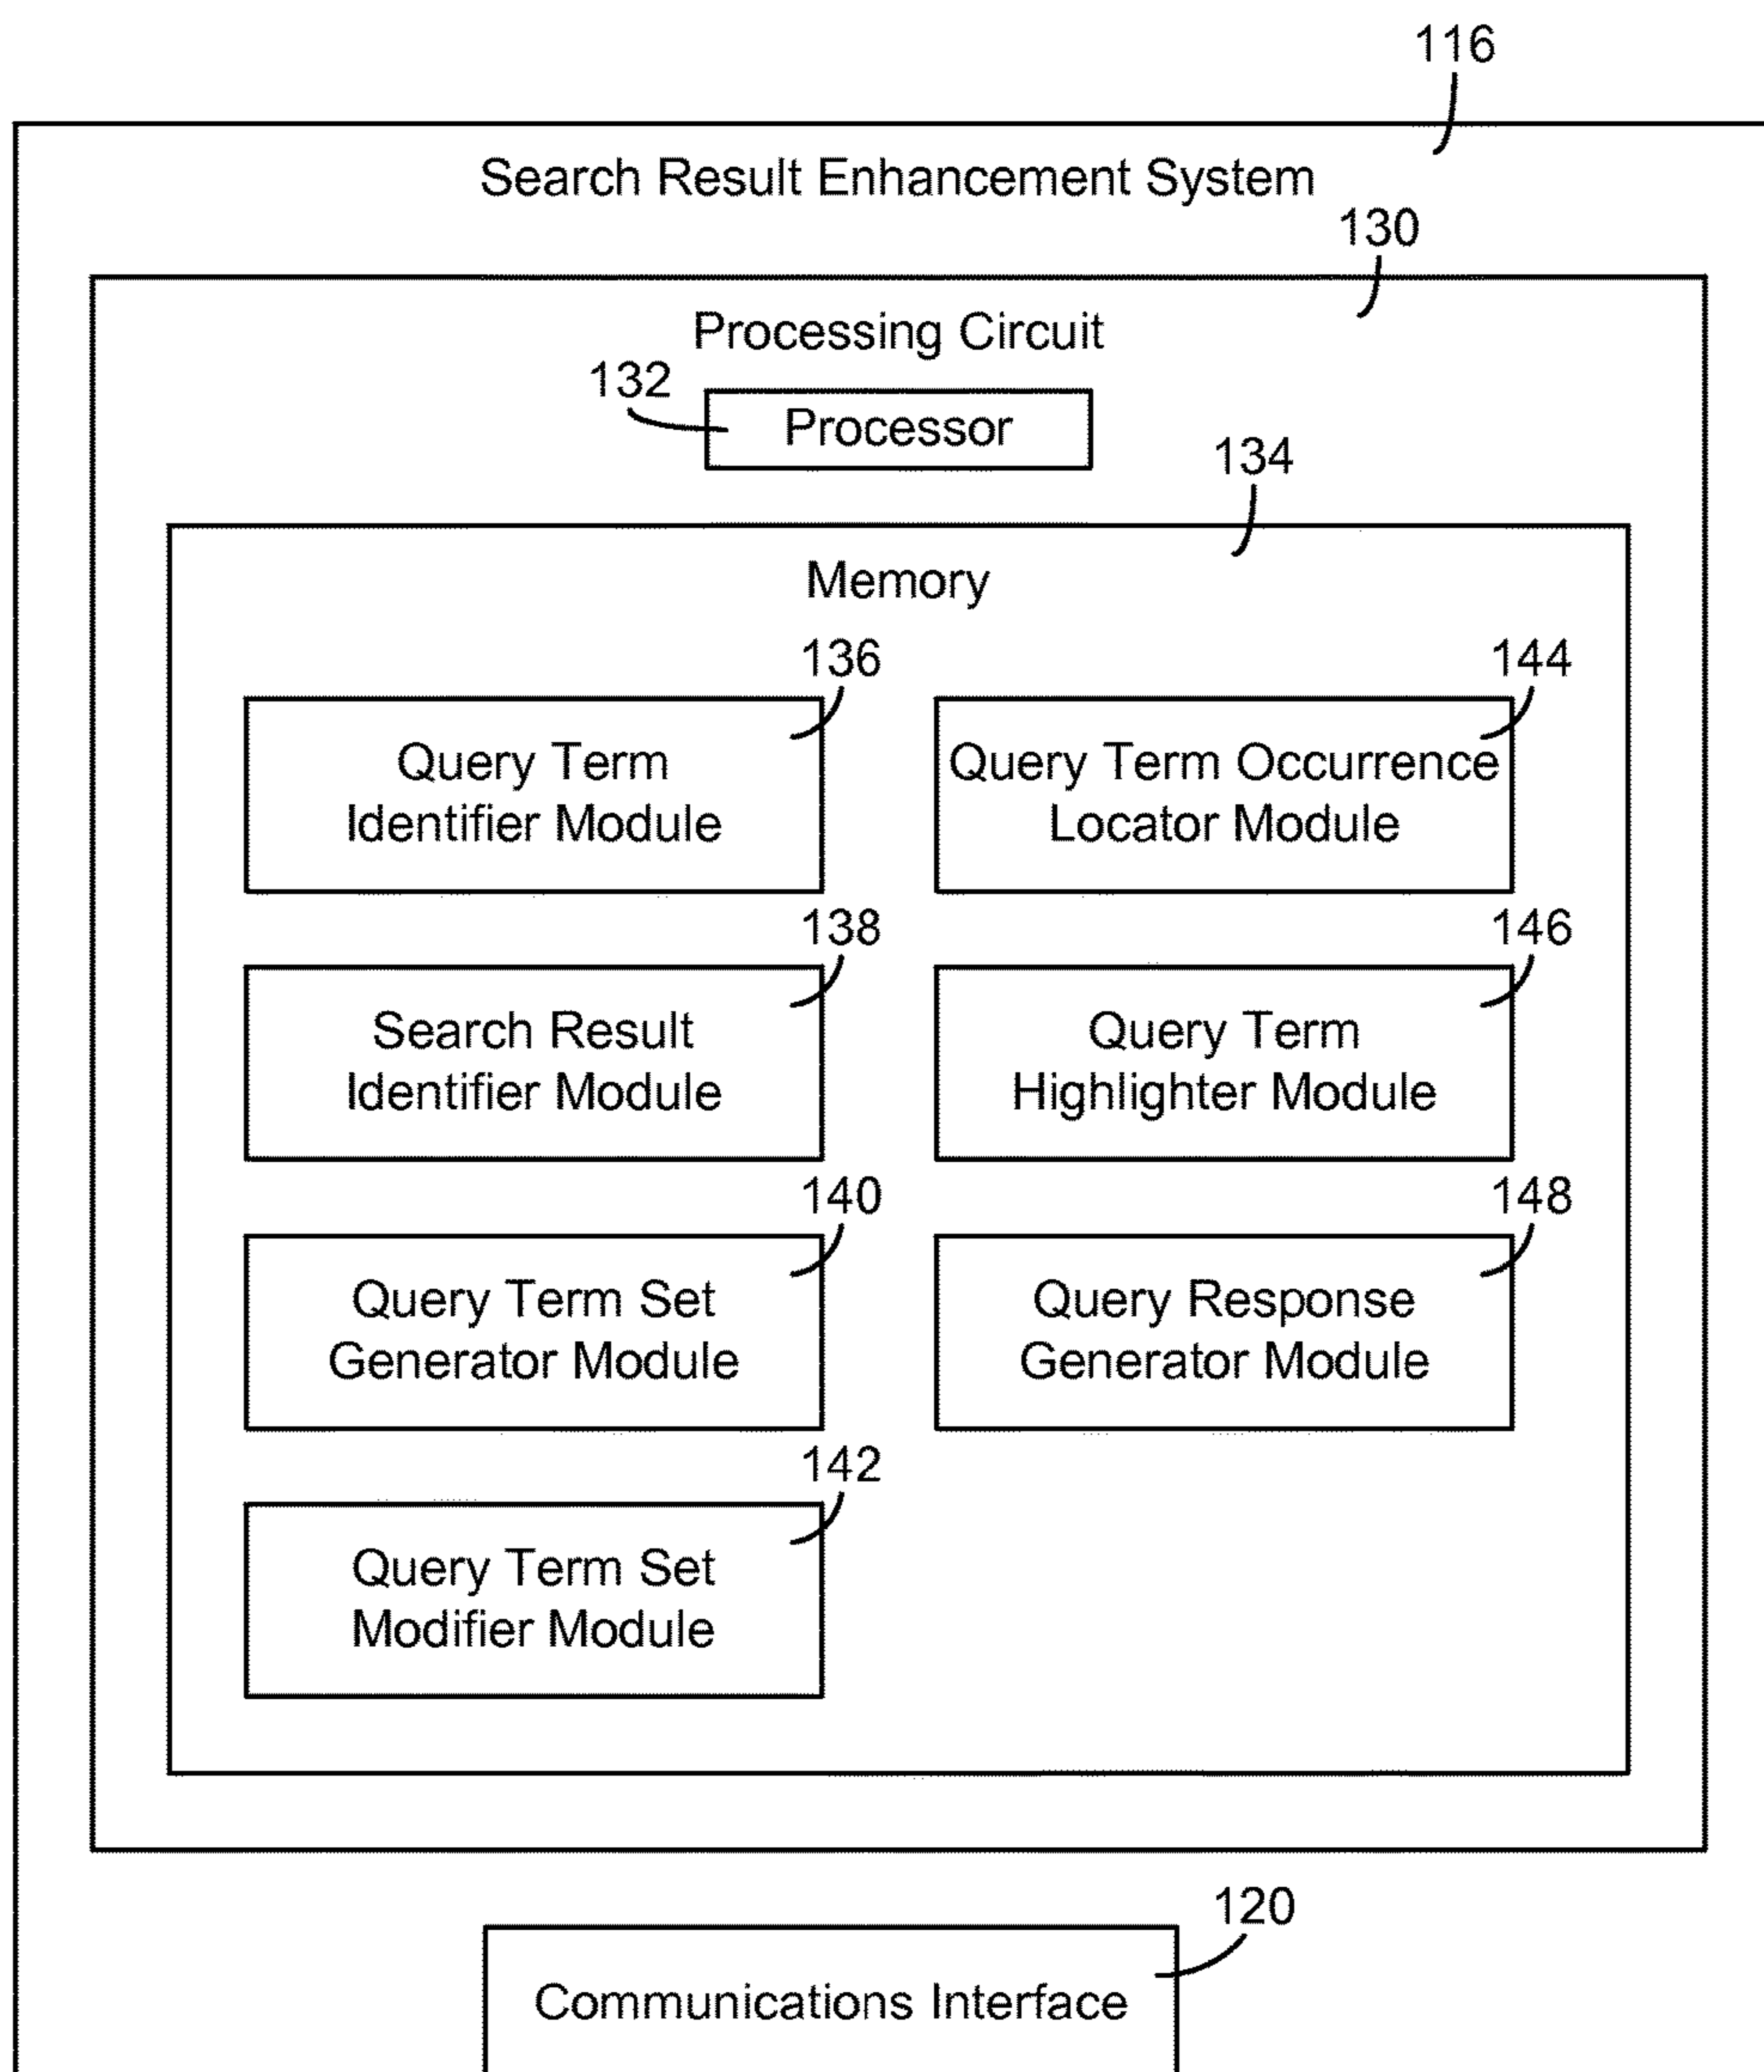 116
Search Result Enhancement System
130
Processing Circuit
132
Processor
134
Memory
136
Query Term
Identifier Module
144
Query Term Occurrence
Locator Module
138
Search Result
Identifier Module
146
Query Term
Highlighter Module
140
Query Term Set
Generator Module
148
Query Response
Generator Module
142
Query Term Set
Modifier Module
120
Communications Interface